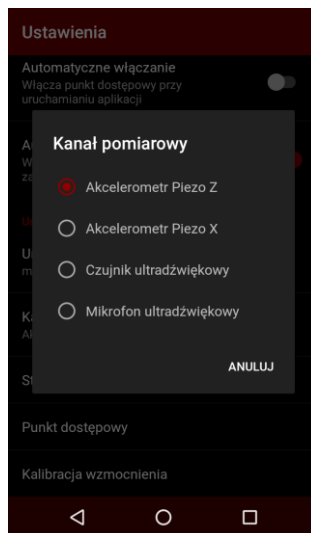 Ustawienia
Automatyczne włączanie
Włącza punkt dostępowy przy
uruchamianiu aplikacji
Kanał pomiarowy
Akcelerometr Piezo Z
Akcelerometr Piezo X
Czujnik ultradźwiękowy
Mikrofon ultradźwiękowy
ANULUJ
Punkt dostępowy
Kalibracja wzmocnienia